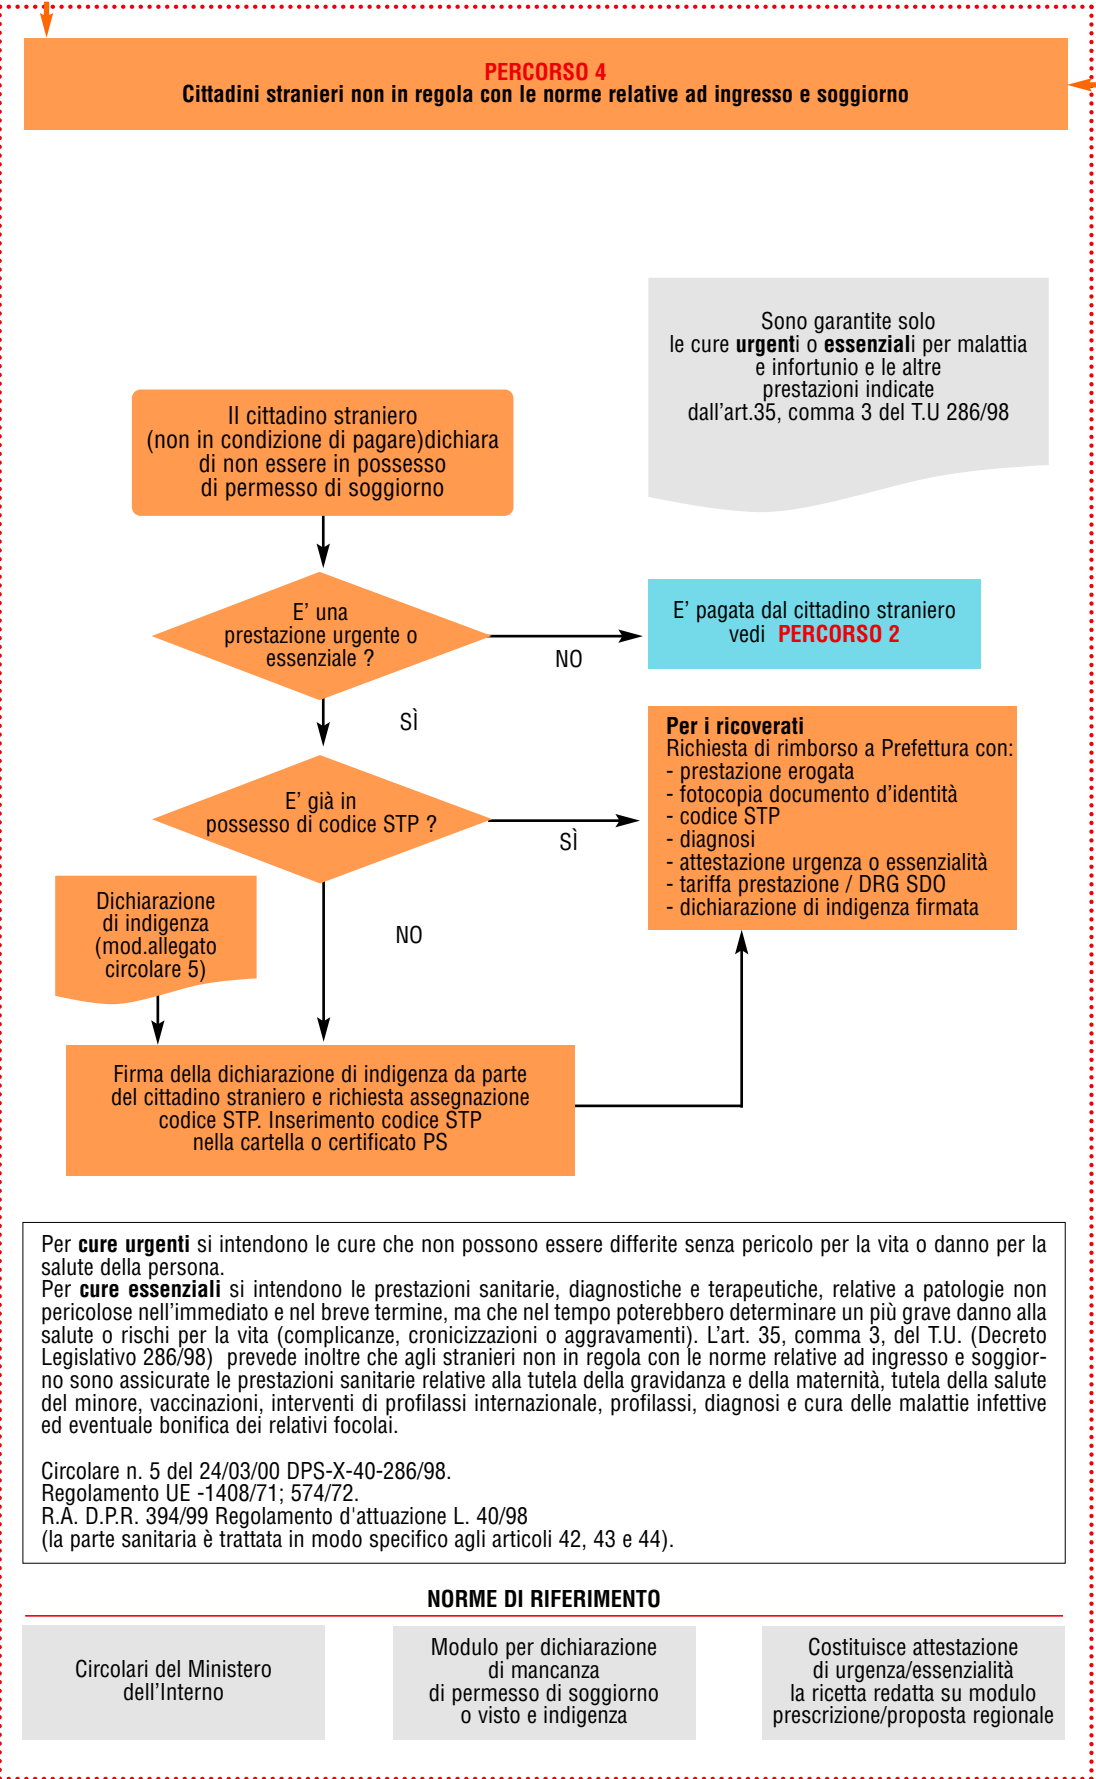 PERCORSO 4
Cittadini stranieri non in regola con le norme relative ad ingresso e soggiorno
Sono garantite solo
le cure urgenti o essenziali per malattia
e infortunio e le altre
prestazioni indicate
dall'art.35, comma 3 del T.U 286/98
Il cittadino straniero
(non in condizione di pagare)dichiara
di non essere in possesso
di permesso di soggiorno
E' una
prestazione urgente o
essenziale ?
NO
E' pagata dal cittadino straniero
vedi PERCORSO 2
SÌ
E' già in
possesso di codice STP ?
SÌ
Per i ricoverati
Richiesta di rimborso a Prefettura con:
- prestazione erogata
- fotocopia documento d'identità
- codice STP
- diagnosi
- attestazione urgenza o essenzialità
- tariffa prestazione / DRG SDO
- dichiarazione di indigenza firmata
Dichiarazione
di indigenza
(mod.allegato
circolare 5)
NO
Firma della dichiarazione di indigenza da parte
del cittadino straniero e richiesta assegnazione
codice STP. Inserimento codice STP
nella cartella o certificato PS
Per cure urgenti si intendono le cure che non possono essere differite senza pericolo per la vita o danno per la
salute della persona.
Per cure essenziali si intendono le prestazioni sanitarie, diagnostiche e terapeutiche, relative a patologie non
pericolose nell'immediato e nel breve termine, ma che nel tempo poterebbero determinare un più grave danno alla
salute o rischi per la vita (complicanze, cronicizzazioni o aggravamenti). L'art. 35, comma 3, del T.U. (Decreto
Legislativo 286/98) prevede inoltre che agli stranieri non in regola con le norme relative ad ingresso e soggior-
no sono assicurate le prestazioni sanitarie relative alla tutela della gravidanza e della maternità, tutela della salute
del minore, vaccinazioni, interventi di profilassi internazionale, profilassi, diagnosi e cura delle malattie infettive
ed eventuale bonifica dei relativi focolai.
Circolare n. 5 del 24/03/00 DPS-X-40-286/98.
Regolamento UE -1408/71; 574/72.
R.A. D.P.R. 394/99 Regolamento d'attuazione L. 40/98
(la parte sanitaria è trattata in modo specifico agli articoli 42, 43 e 44).
NORME DI RIFERIMENTO
Circolari del Ministero
dell'Interno
Modulo per dichiarazione
di mancanza
di permesso di soggiorno
o visto e indigenza
Costituisce attestazione
di urgenza/essenzialità
la ricetta redatta su modulo
prescrizione/proposta regionale